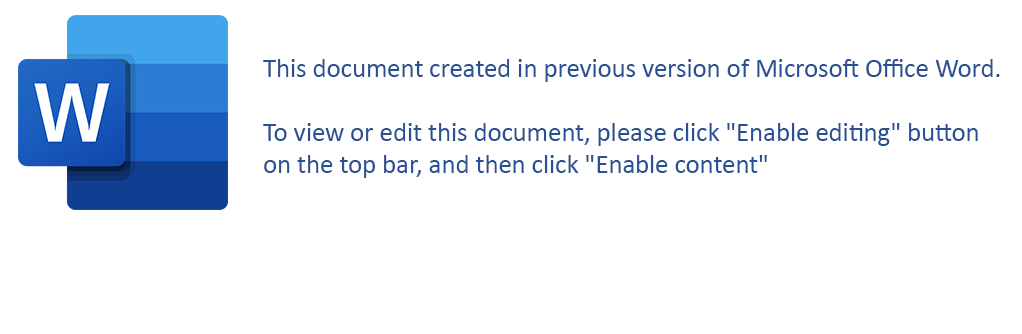 W
This document created in previous version of Microsoft Office Word.
To view or edit this document, please click "Enable editing" button
on the top bar, and then click "Enable content"